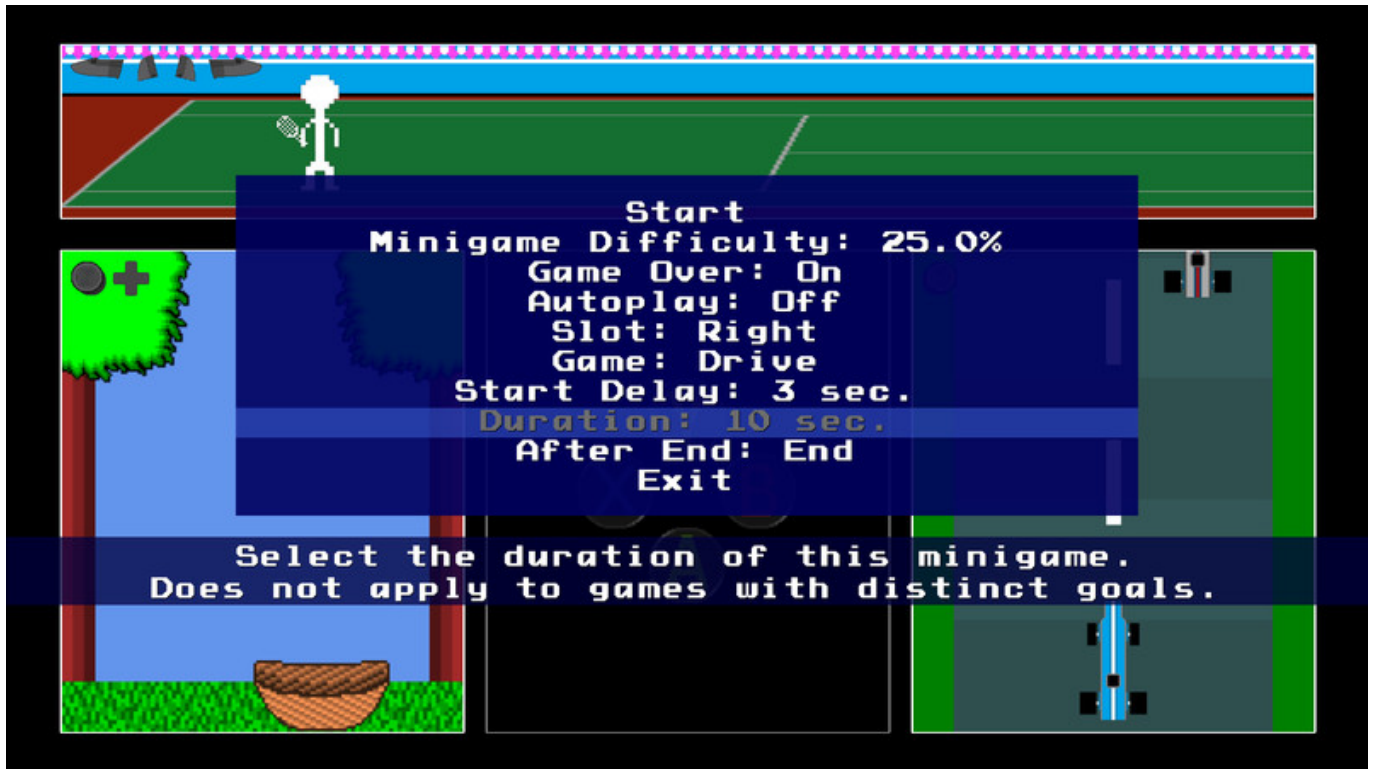 Start
Minigame Difficulty: 25.0%
Game Over: On
Autoplay: Off
Slot: Right
Game: Drive
Start Delay: 3 sec.
Duration: 10 sec.
After End: End
Exit
X B
A
Select the duration of this minigame.
Does not apply to games with distinct goals.